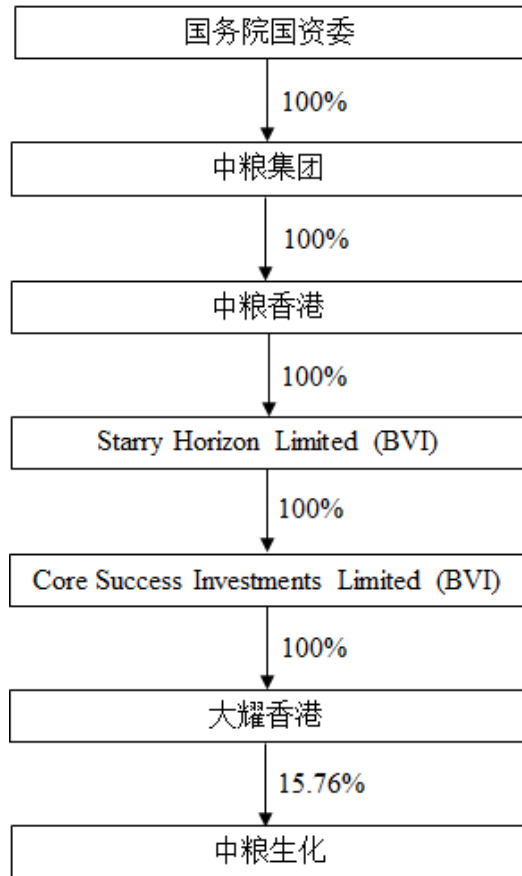 国务院国资委
100%
中粮集团
100%
中粮香港
100%
Starry Horizon Limited (BVI)
100%
Core Success Investments Limited (BVI)
100%
大耀香港
15.76%
中粮生化